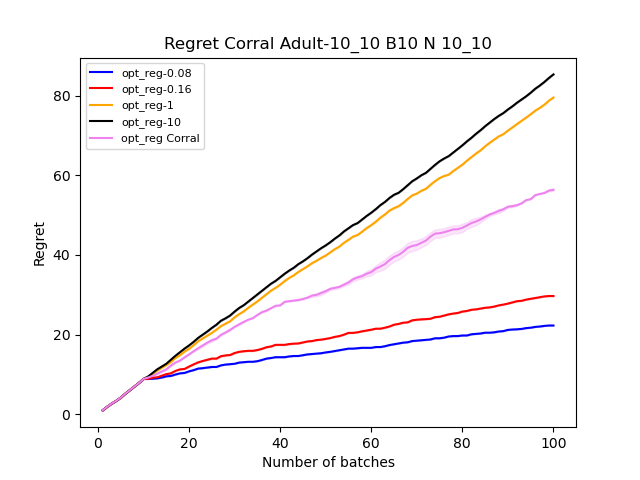 Regret Corral Adult-10_10 B10 N 10_10
opt_reg-0.08
opt_reg-0.16
opt_reg-1
opt_reg-10
opt_reg Corral
80
60
40
20
0
Regret
0 20 40 60 80 100
Number of batches